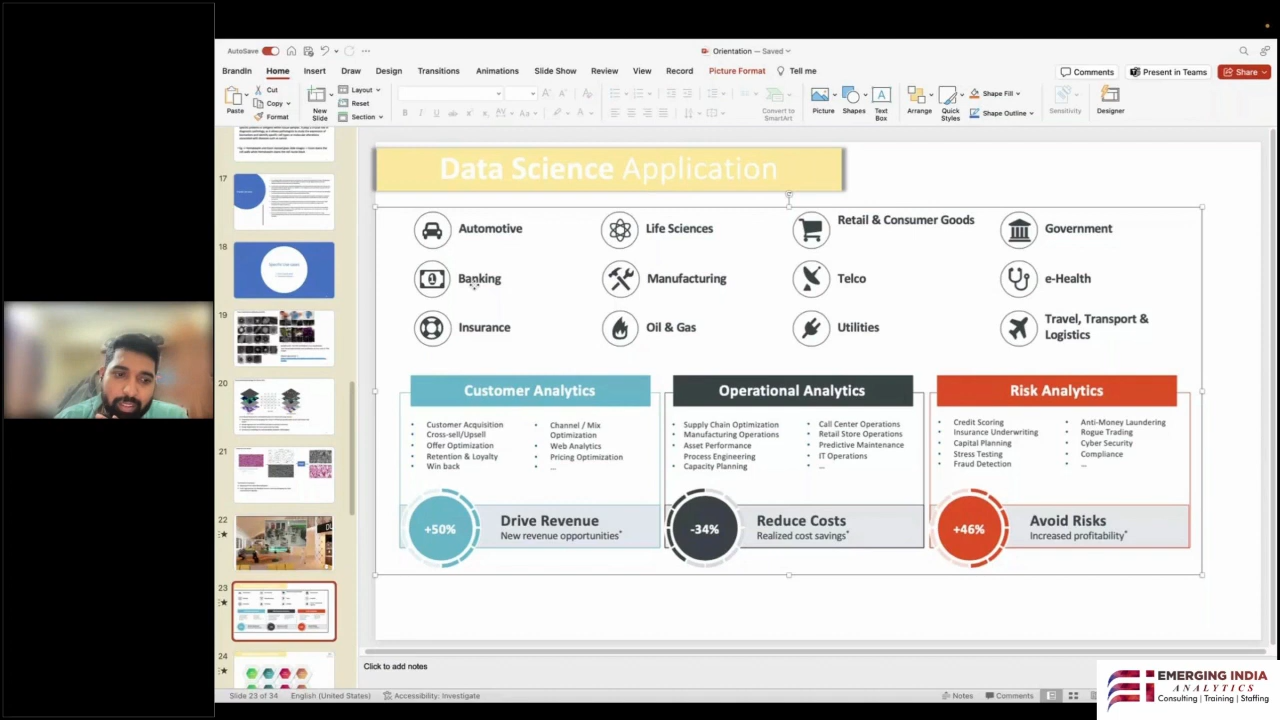 AutoSave
Orientation — Saved
BrandIn Home Insert Draw Design Transitions Animations Slide Show Review View Record Picture Format Tell me
Comments Present in Teams Share
Paste
Cut
Copy
Format
New Slide
Layout
Reset
Section
Convert to SmartArt
Picture
Shapes
Text Box
Arrange
Quick Styles
Shape Fill
Shape Outline
Sensitivity
Designer
17
18
19
20
21
22
23
24
Data Science Application
Automotive
Life Sciences
Retail & Consumer Goods
Government
Banking
Manufacturing
Telco
e-Health
Insurance
Oil & Gas
Utilities
Travel, Transport &
Logistics
Customer Analytics
• Customer Acquisition
• Cross-sell/Upsell
• Offer Optimization
• Retention & Loyalty
• Win back
• Channel / Mix
Optimization
• Web Analytics
• Pricing Optimization
• ...
+50%
Drive Revenue
New revenue opportunities*
Operational Analytics
• Supply Chain Optimization
• Manufacturing Operations
• Asset Performance
• Process Engineering
• Capacity Planning
• Call Center Operations
• Retail Store Operations
• Predictive Maintenance
• IT Operations
• ...
-34%
Reduce Costs
Realized cost savings*
Risk Analytics
• Credit Scoring
• Insurance Underwriting
• Capital Planning
• Stress Testing
• Fraud Detection
• Anti-Money Laundering
• Rogue Trading
• Cyber Security
• Compliance
• ...
+46%
Avoid Risks
Increased profitability*
Click to add notes
Slide 23 of 34 English (United States) Accessibility: Investigate
Notes Comments
EMERGING INDIA
ANALYTICS
Consulting | Training | Staffing